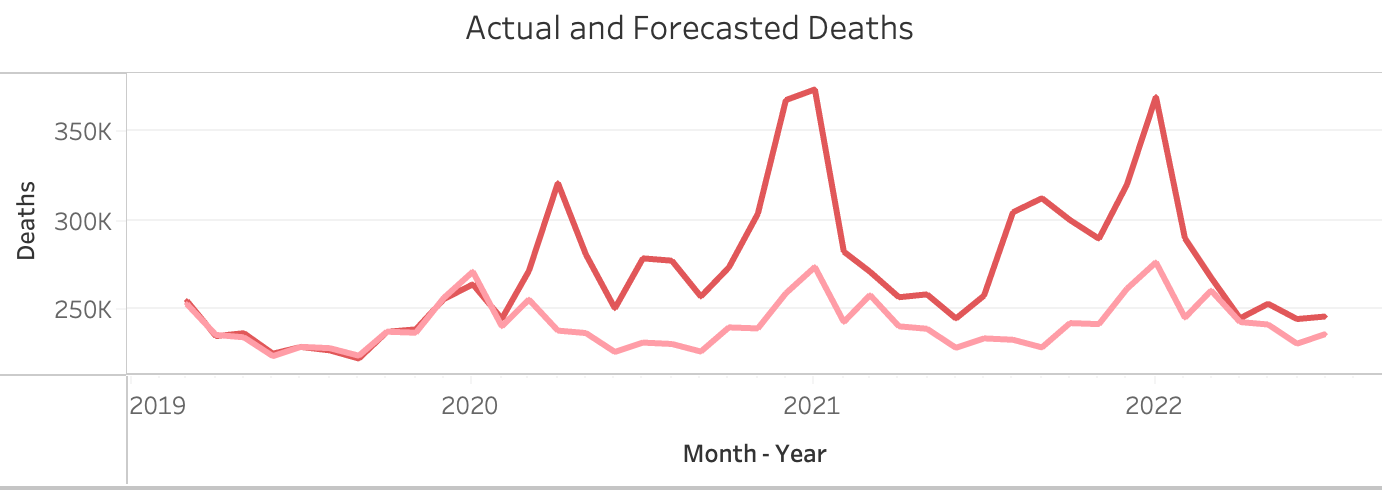 Actual and Forecasted Deaths
350K
300K
250K
Deaths
2019
2020
2021
2022
Month - Year